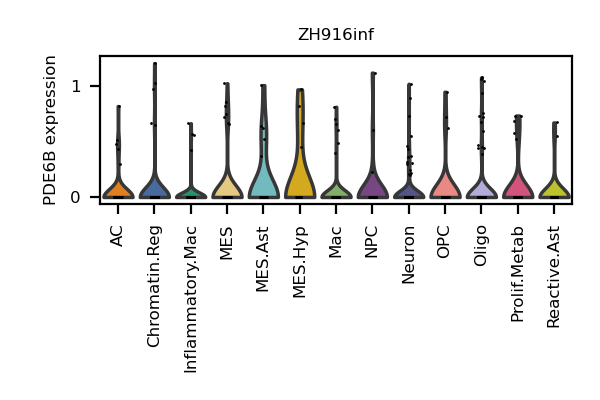 ZH916inf
PDE6B expression
1
0
AC
Chromatin.Reg
Inflammatory.Mac
MES
MES.Ast
MES.Hyp
Mac
NPC
Neuron
OPC
Oligo
Prolif.Metab
Reactive.Ast